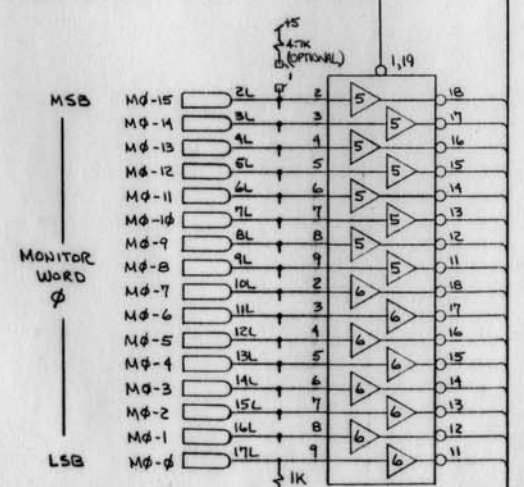 +5
4.7K
(OPTIONAL)
1
1,19
MSB MØ-15 2L 2 5 18
MØ-14 3L 3 5 17
MØ-13 4L 4 5 16
MØ-12 5L 5 5 15
MØ-11 6L 6 5 14
MØ-1Ø 7L 7 5 13
MØ-9 8L 8 5 12
MØ-8 9L 9 5 11
MONITOR
WORD
Ø
MØ-7 10L 2 6 18
MØ-6 11L 3 6 17
MØ-5 12L 4 6 16
MØ-4 13L 5 6 15
MØ-3 14L 6 6 14
MØ-2 15L 7 6 13
MØ-1 16L 8 6 12
LSB MØ-Ø 17L 9 6 11
1K